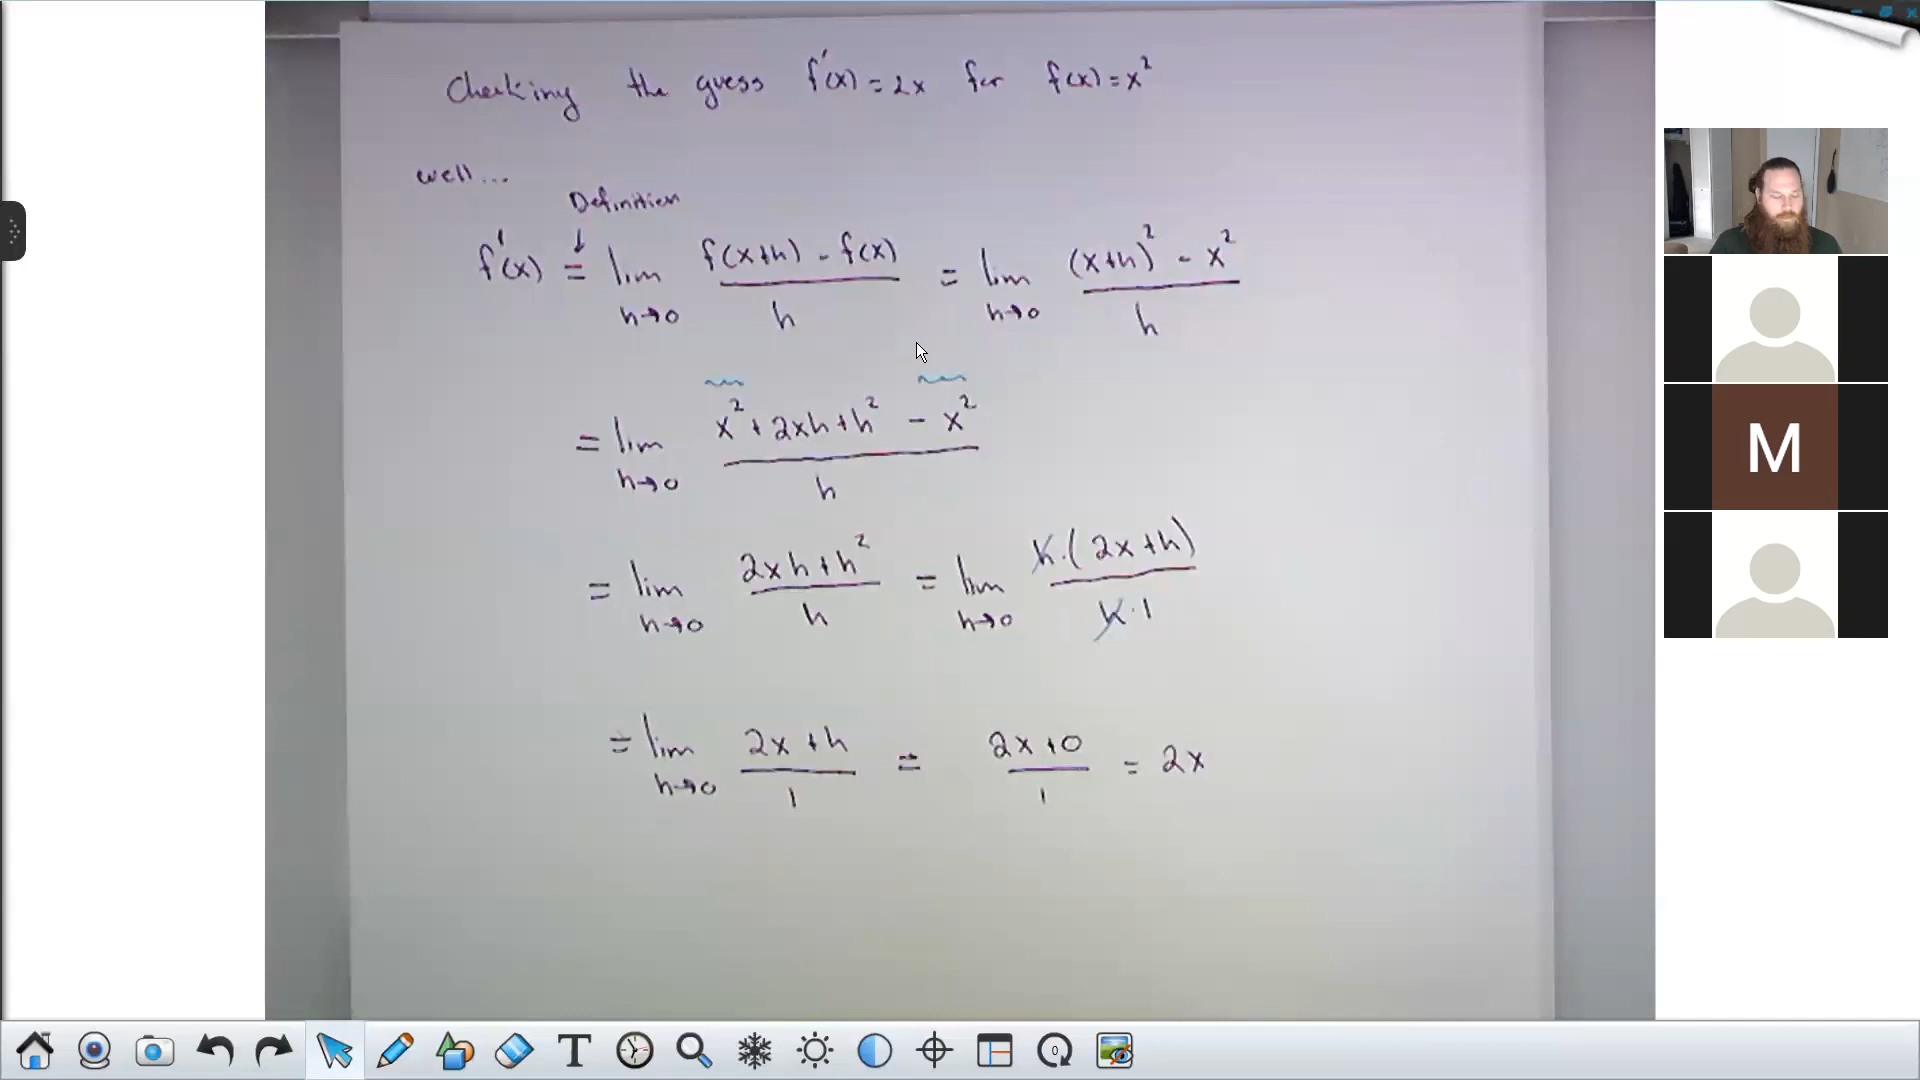 Checking the guess f'(x) = 2x for f(x) = x²
well...
Definition
f'(x) = lim h→0 (f(x+h) - f(x)) / h = lim h→0 ((x+h)² - x²) / h
= lim h→0 (x² + 2xh + h² - x²) / h
= lim h→0 (2xh + h²) / h = lim h→0 h·(2x+h) / h·1
= lim h→0 (2x + h) / 1 = (2x + 0) / 1 = 2x
M
T
0